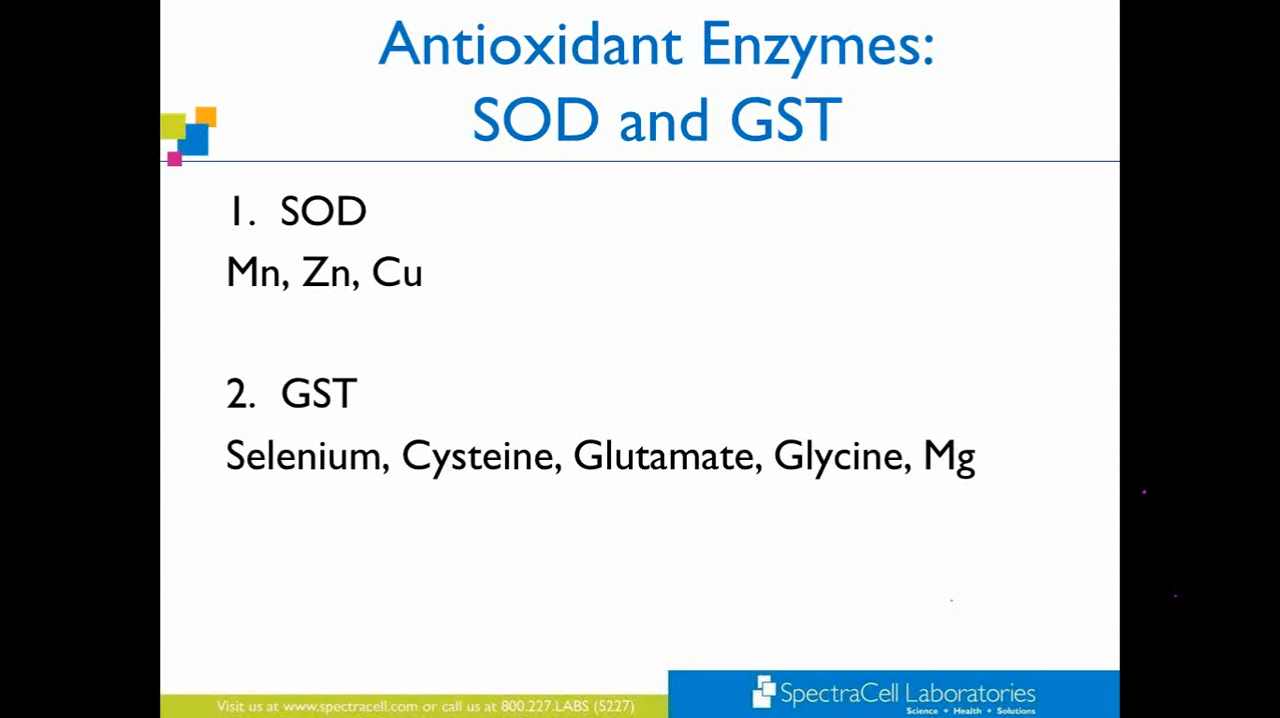 Antioxidant Enzymes:
SOD and GST
1. SOD
Mn, Zn, Cu
2. GST
Selenium, Cysteine, Glutamate, Glycine, Mg
Visit us at www.spectracell.com or call us at 800.227.LABS (5227)
SpectraCell Laboratories
Science + Health + Solutions